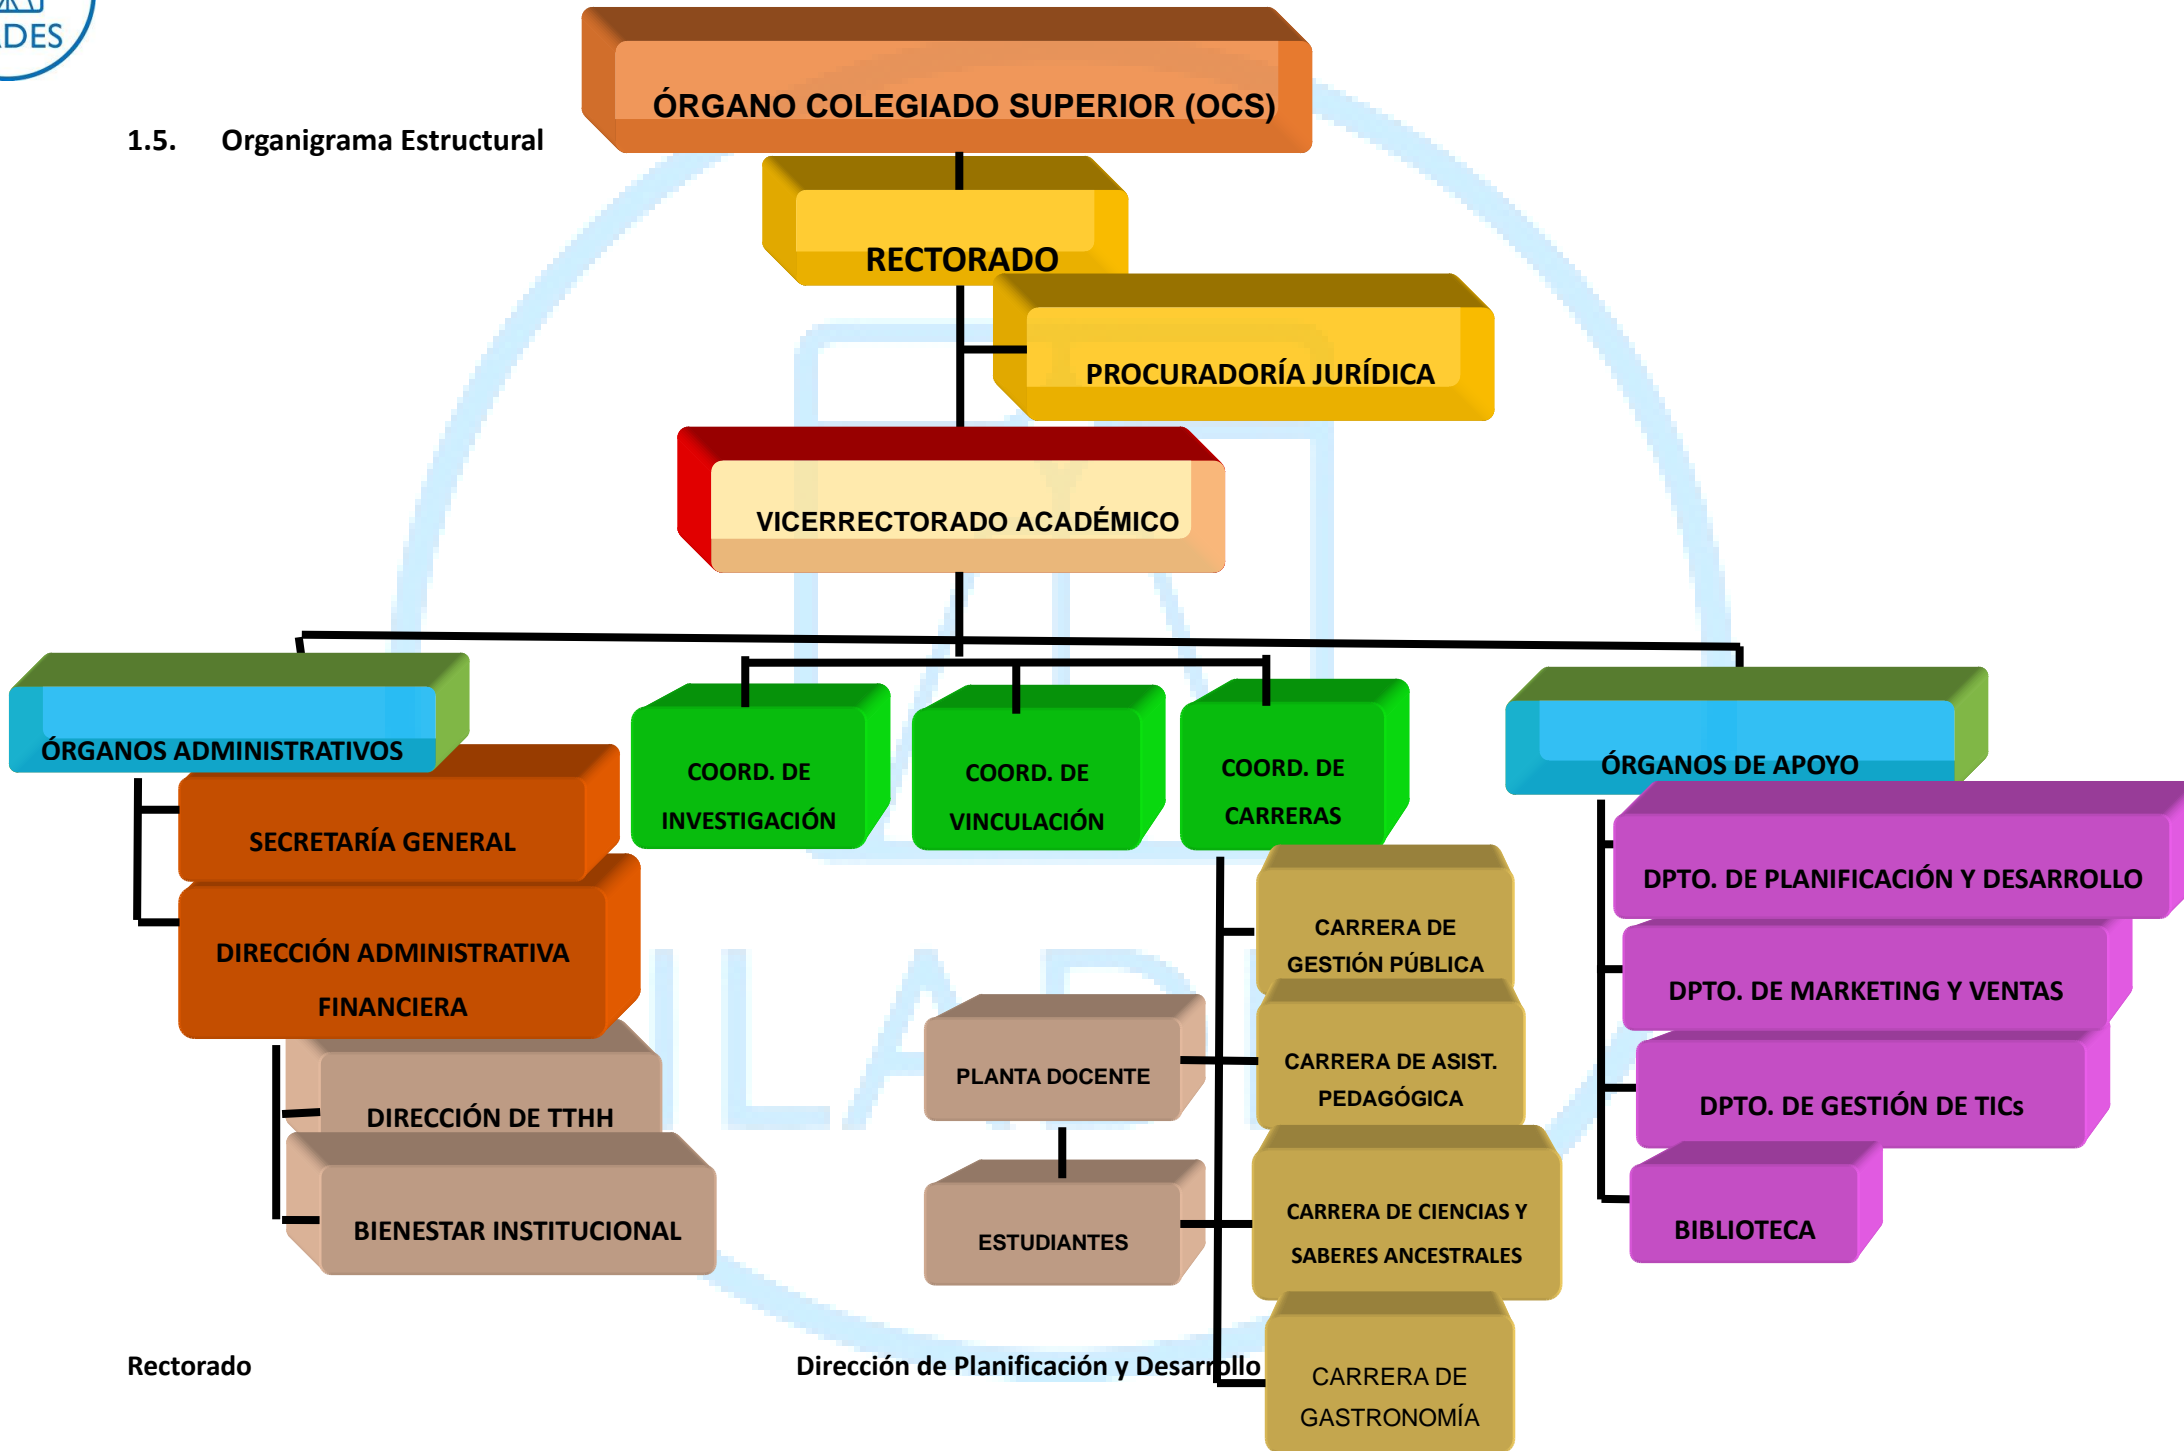 ÓRGANO COLEGIADO SUPERIOR (OCS)
1.5. Organigrama Estructural
RECTORADO
PROCURADORÍA JURÍDICA
VICERRECTORADO ACADÉMICO
ÓRGANOS ADMINISTRATIVOS
SECRETARÍA GENERAL
DIRECCIÓN ADMINISTRATIVA
FINANCIERA
DIRECCIÓN DE TTHH
BIENESTAR INSTITUCIONAL
COORD. DE
INVESTIGACIÓN
COORD. DE
VINCULACIÓN
COORD. DE
CARRERAS
CARRERA DE
GESTIÓN PÚBLICA
CARRERA DE ASIST.
PEDAGÓGICA
CARRERA DE CIENCIAS Y
SABERES ANCESTRALES
CARRERA DE
GASTRONOMÍA
PLANTA DOCENTE
ESTUDIANTES
ÓRGANOS DE APOYO
DPTO. DE PLANIFICACIÓN Y DESARROLLO
DPTO. DE MARKETING Y VENTAS
DPTO. DE GESTIÓN DE TICs
BIBLIOTECA
Rectorado
Dirección de Planificación y Desarrollo